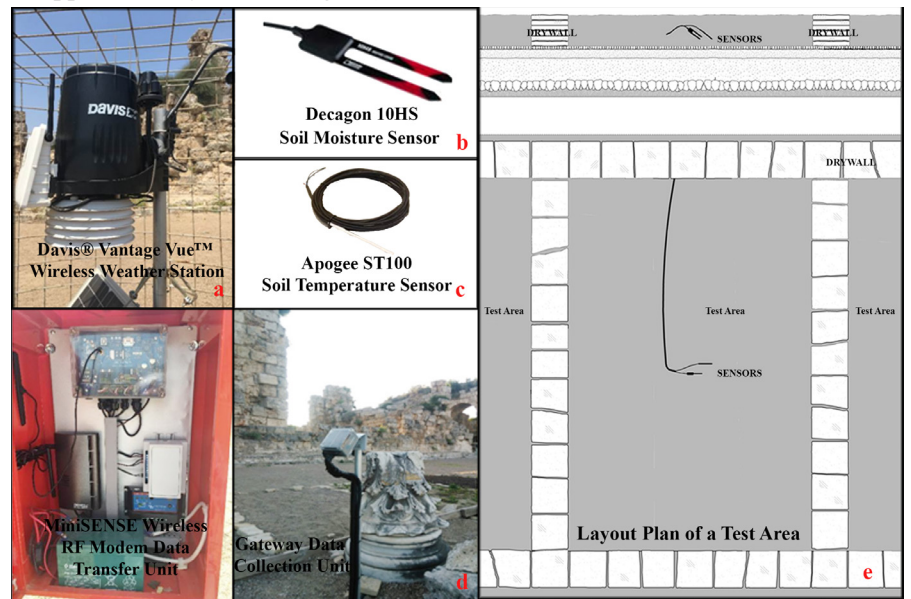 DAVIS
Davis® Vantage Vue™
Wireless Weather Station
a
Decagon 10HS
Soil Moisture Sensor
b
Apogee ST100
Soil Temperature Sensor
c
MiniSENSE Wireless
RF Modem Data
Transfer Unit
Gateway Data
Collection Unit
d
DRYWALL
SENSORS
DRYWALL
DRYWALL
Test Area
Test Area
Test Area
SENSORS
Layout Plan of a Test Area
e